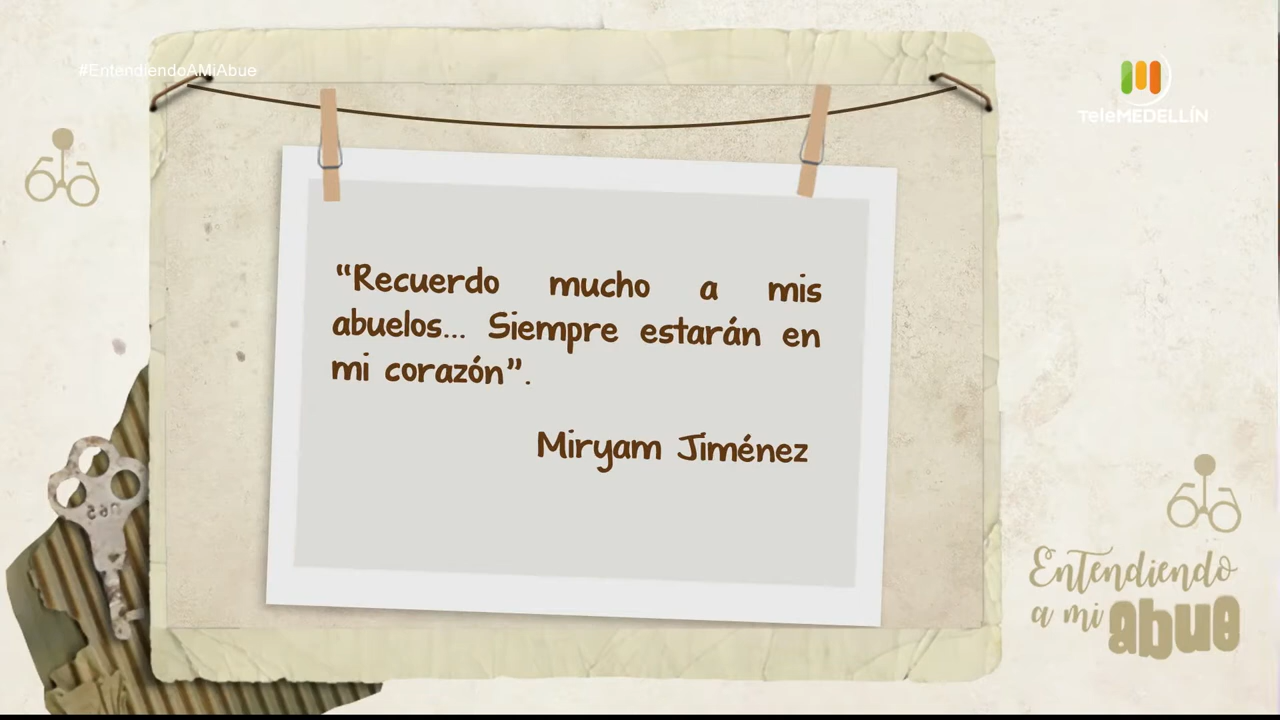 #EntendiendoAMiAbue
TeleMEDELLÍN
“Recuerdo mucho a mis
abuelos... Siempre estarán en
mi corazón”.
Miryam Jiménez
Entendiendo
a mi abue